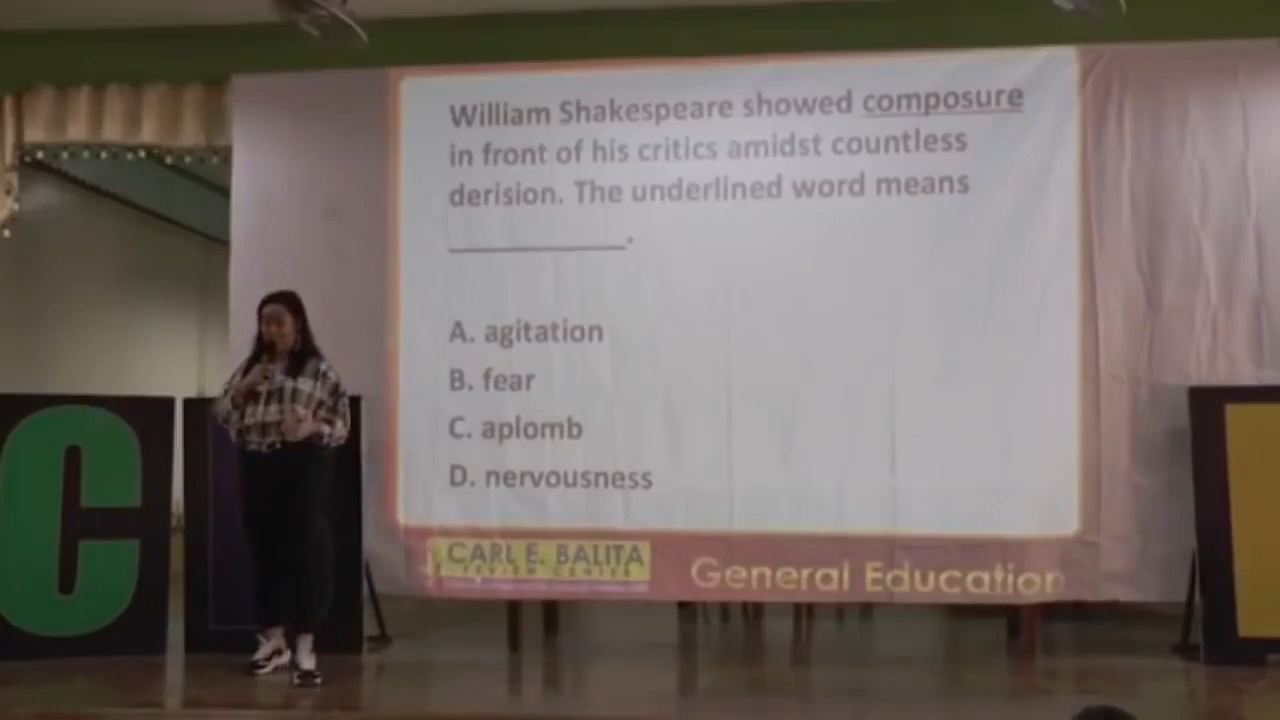 William Shakespeare showed composure
in front of his critics amidst countless
derision. The underlined word means
____________.
A. agitation
B. fear
C. aplomb
D. nervousness
CARL E. BALITA
REVIEW CENTER
General Education
C